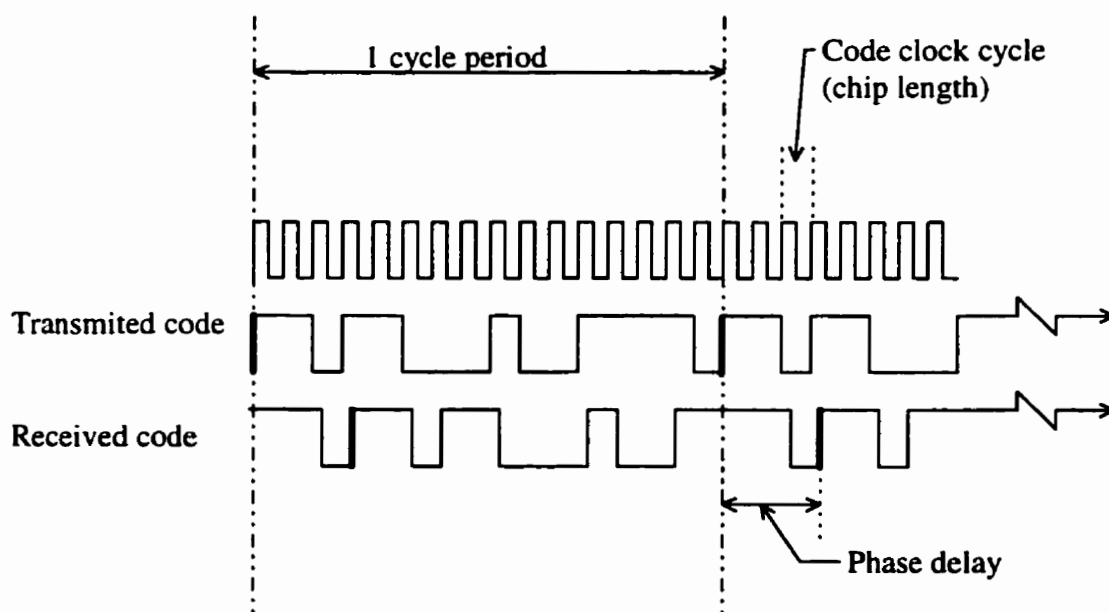 1 cycle period
Code clock cycle
(chip length)
Transmited code
Received code
Phase delay